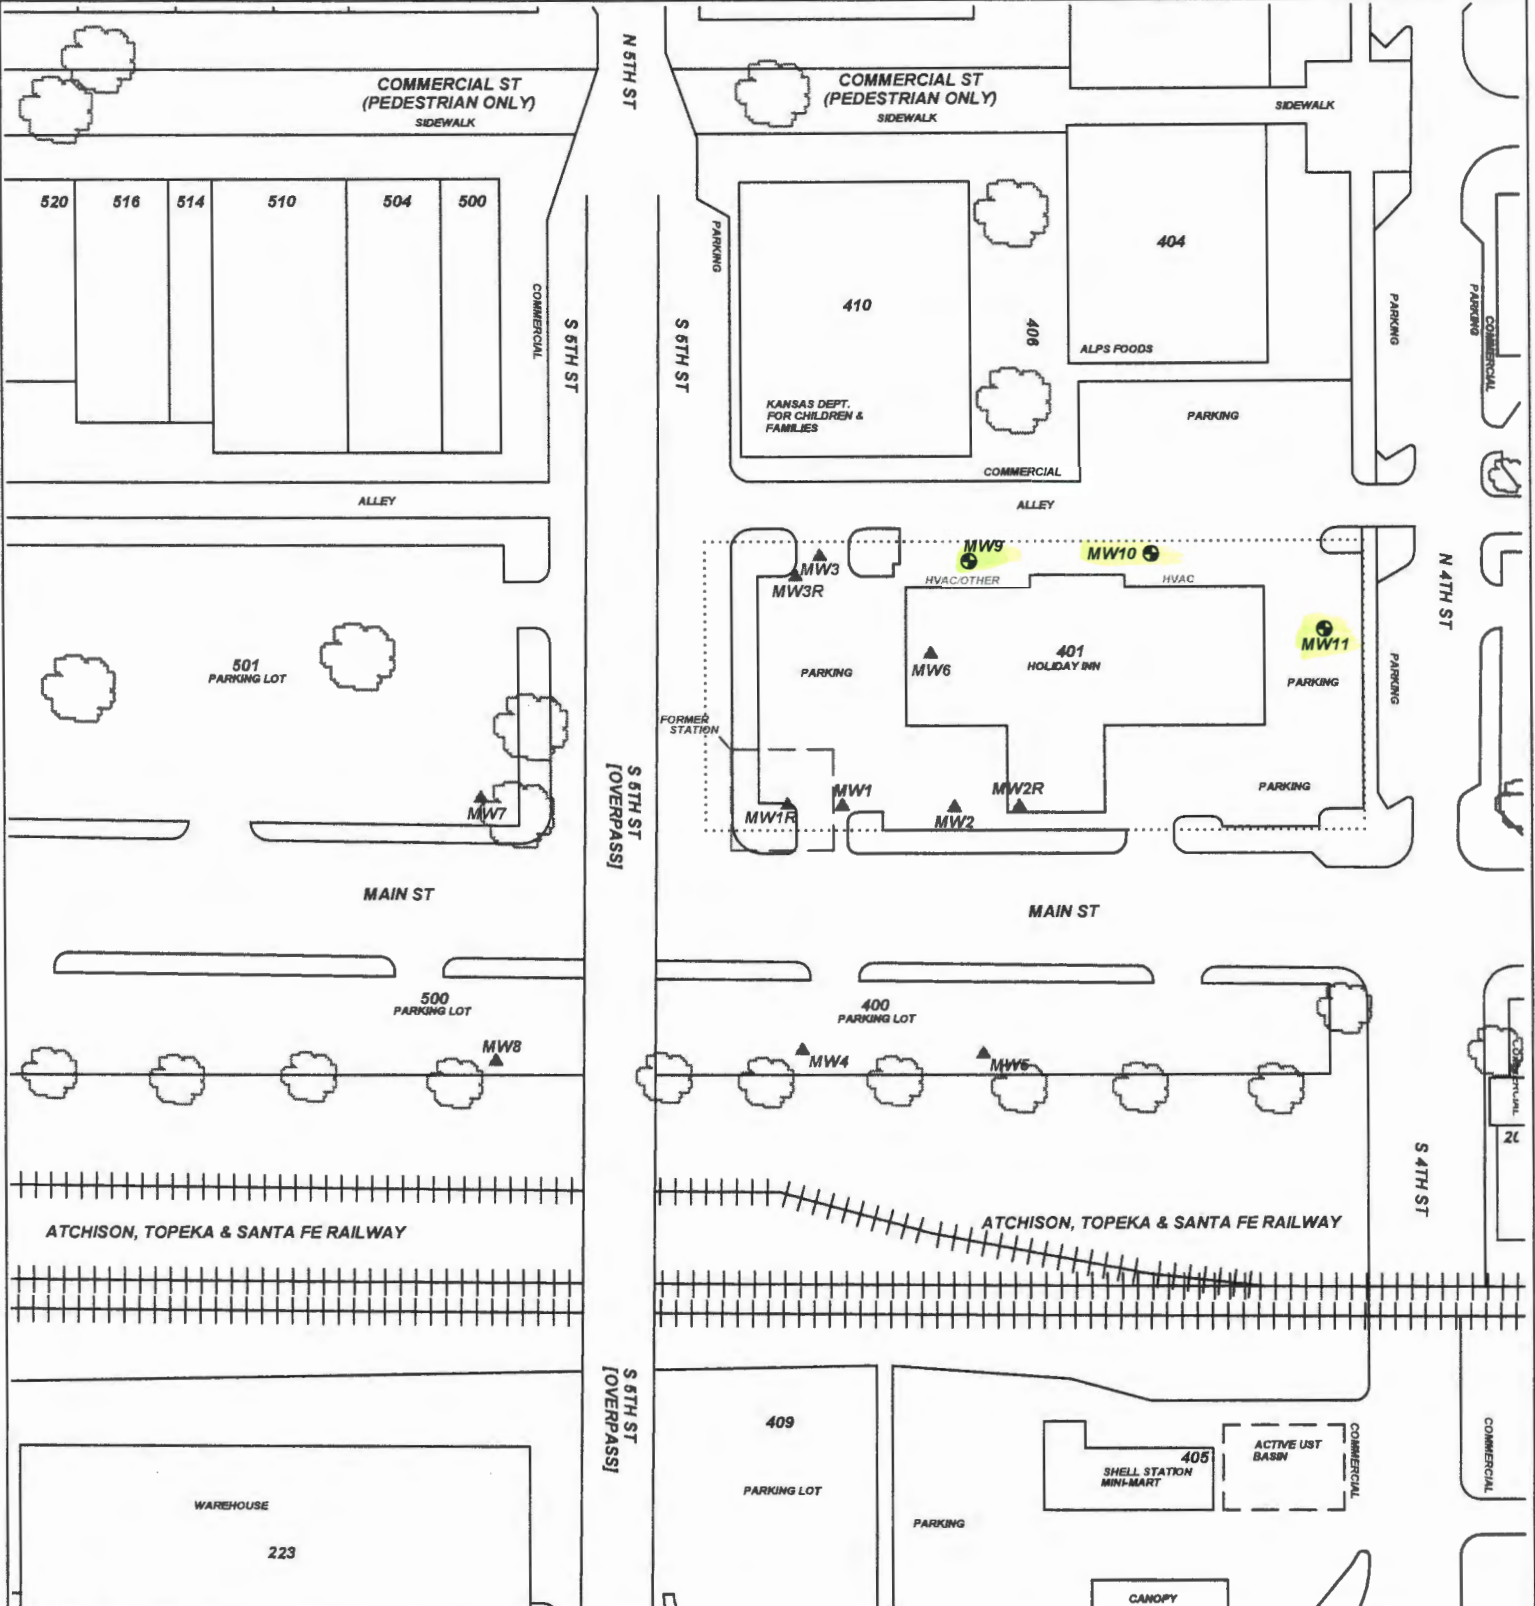 N 5TH ST
COMMERCIAL ST
(PEDESTRIAN ONLY)
SIDEWALK
COMMERCIAL ST
(PEDESTRIAN ONLY)
SIDEWALK
SIDEWALK
520
516
514
510
504
500
PARKING
410
406
404
ALPS FOODS
KANSAS DEPT.
FOR CHILDREN &
FAMILIES
COMMERCIAL
S 5TH ST
S 5TH ST
PARKING
PARKING
PARKING
COMMERCIAL
COMMERCIAL
ALLEY
ALLEY
MW9
MW10
MW3
MW3R
HVAC/OTHER
HVAC
N 4TH ST
MW11
501
PARKING LOT
PARKING
MW6
401
HOLIDAY INN
PARKING
PARKING
FORMER
STATION
S 5TH ST
[OVERPASS]
MW7
MW1R
MW1
MW2
MW2R
PARKING
MAIN ST
MAIN ST
500
PARKING LOT
400
PARKING LOT
MW8
MW4
MW5
COMMERCIAL
20
S 4TH ST
ATCHISON, TOPEKA & SANTA FE RAILWAY
ATCHISON, TOPEKA & SANTA FE RAILWAY
S 5TH ST
[OVERPASS]
409
PARKING LOT
405
SHELL STATION
MINI-MART
ACTIVE UST
BASIN
COMMERCIAL
COMMERCIAL
WAREHOUSE
223
PARKING
CANOPY